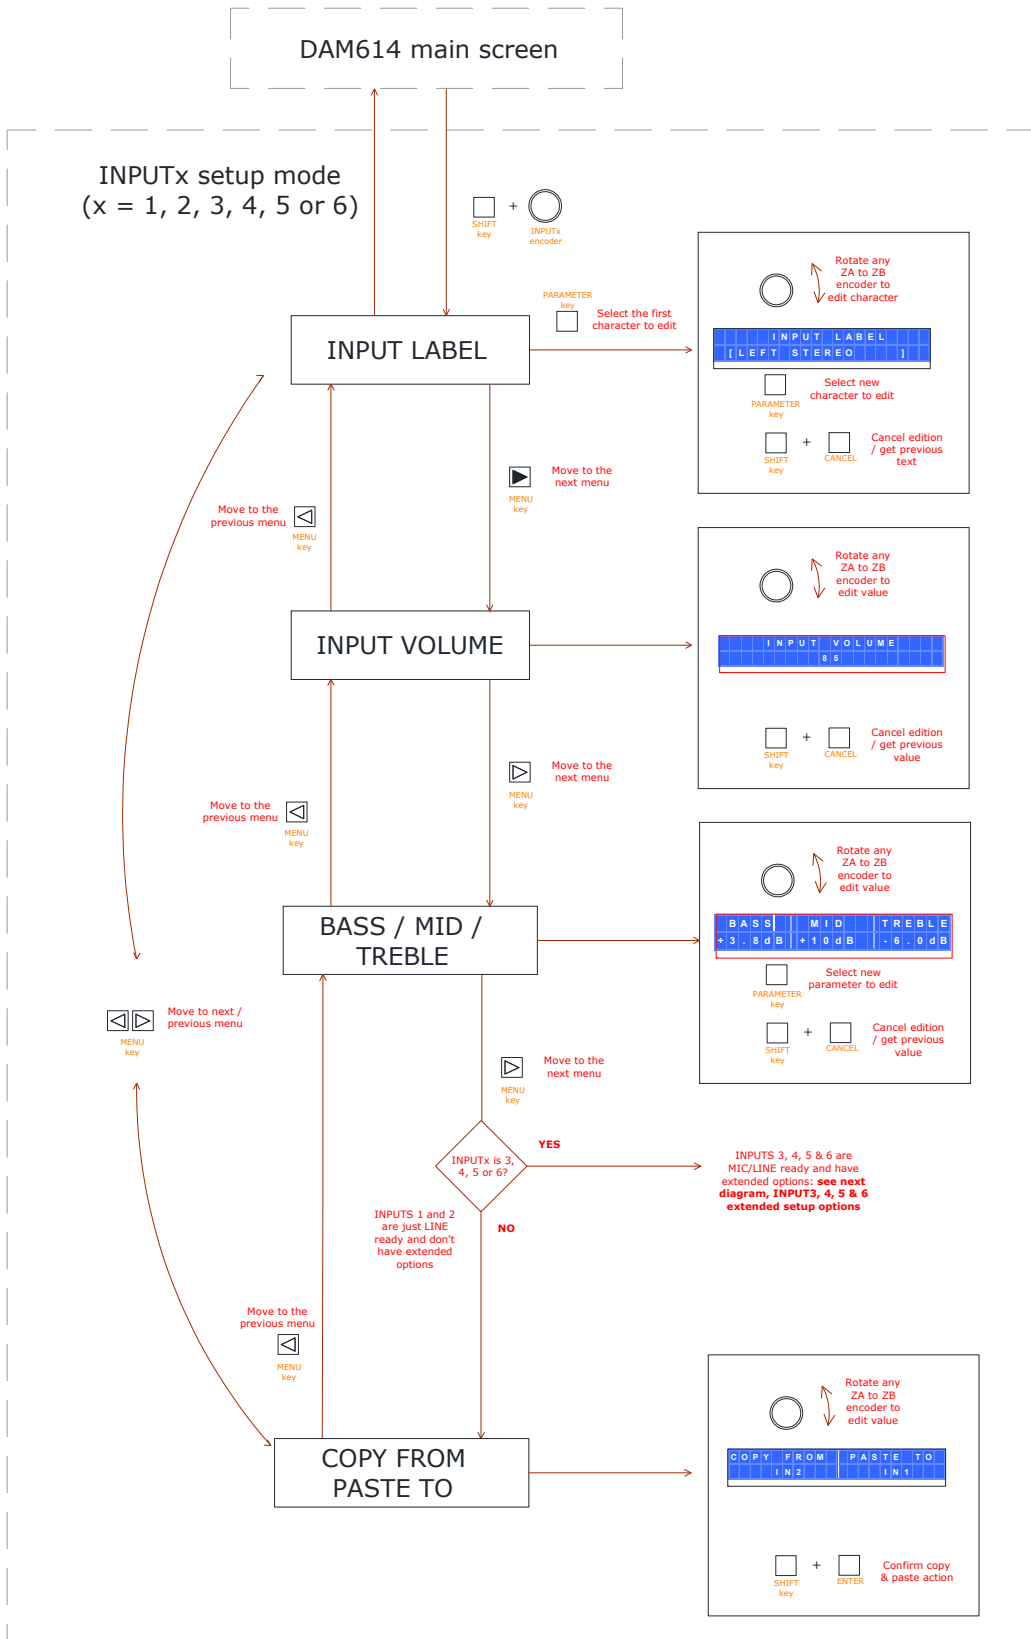 DAM614 main screen
INPUTx setup mode
(x = 1, 2, 3, 4, 5 or 6)
+
SHIFT
key
INPUTx
encoder
PARAMETER
key
Select the first
character to edit
INPUT LABEL
Rotate any
ZA to ZB
encoder to
edit character
INPUT LABEL
[LEFT STEREO ]
PARAMETER
key
Select new
character to edit
+
SHIFT
key
CANCEL
Cancel edition
/ get previous
text
Move to the
next menu
MENU
key
Move to the
previous menu
MENU
key
INPUT VOLUME
Rotate any
ZA to ZB
encoder to
edit value
INPUT VOLUME
85
+
SHIFT
key
CANCEL
Cancel edition
/ get previous
value
Move to the
next menu
MENU
key
Move to the
previous menu
MENU
key
BASS / MID /
TREBLE
Rotate any
ZA to ZB
encoder to
edit value
BASS MID TREBLE
+3.8dB +10dB -6.0dB
PARAMETER
key
Select new
parameter to edit
+
SHIFT
key
CANCEL
Cancel edition
/ get previous
value
Move to next /
previous menu
MENU
key
Move to the
next menu
MENU
key
INPUTx is 3,
4, 5 or 6?
YES
INPUTS 3, 4, 5 & 6 are
MIC/LINE ready and have
extended options: see next
diagram, INPUT3, 4, 5 & 6
extended setup options
NO
INPUTS 1 and 2
are just LINE
ready and don't
have extended
options
Move to the
previous menu
MENU
key
COPY FROM
PASTE TO
Rotate any
ZA to ZB
encoder to
edit value
COPY FROM PASTE TO
IN2 IN1
+
SHIFT
key
ENTER
Confirm copy
& paste action